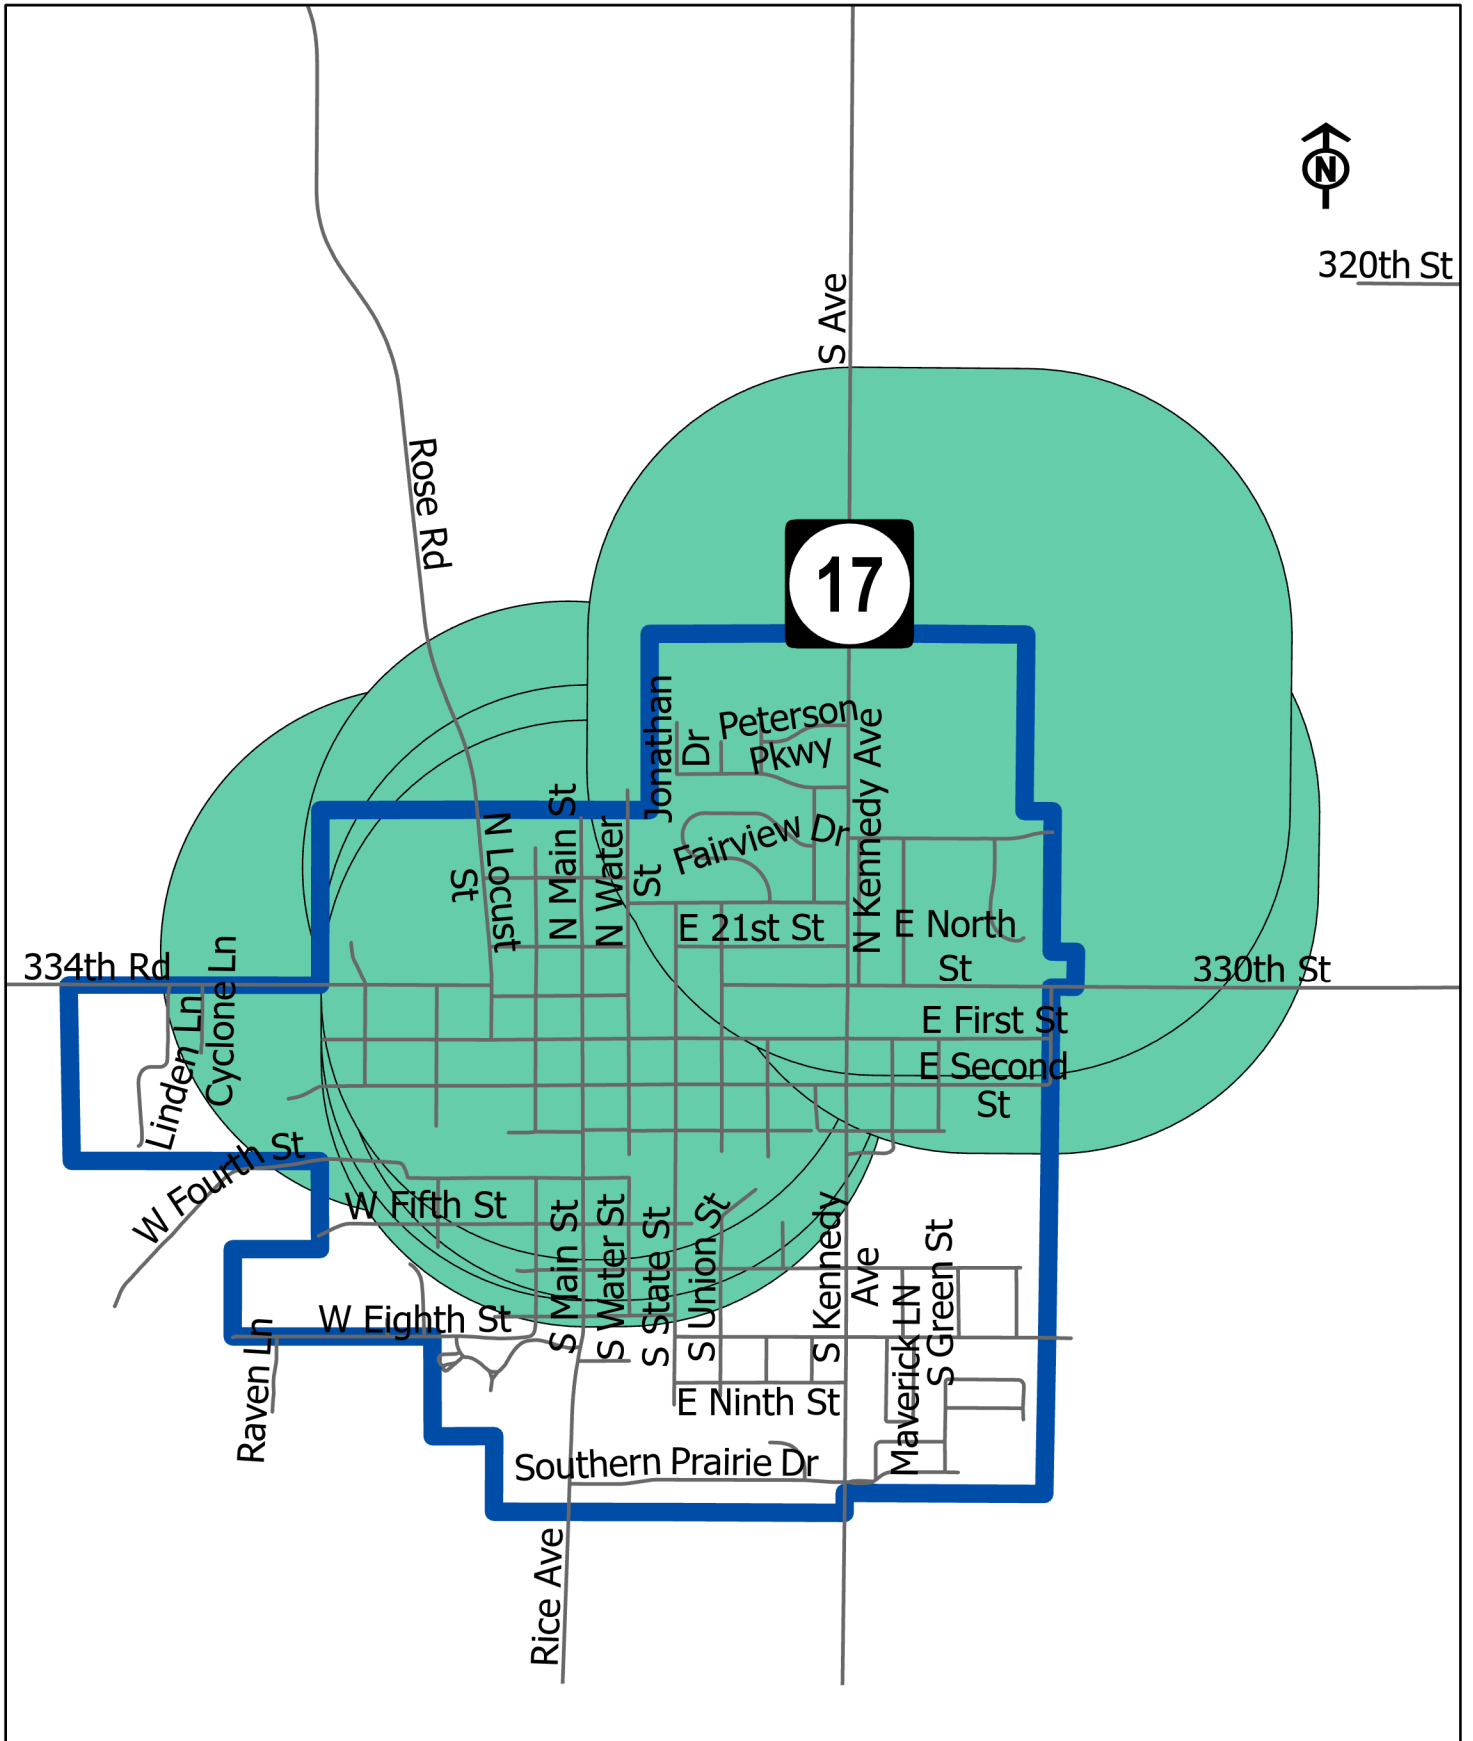 N
320th St
S Ave
Rose Rd
17
Jonathan
Dr
Peterson
Pkwy
N Kennedy Ave
Fairview Dr
N Main St
N Water
St
N Locust
St
E 21st St
E North
St
334th Rd
Cyclone Ln
Linden Ln
330th St
E First St
E Second
St
W Fourth St
W Fifth St
S Main St
S Water St
S State St
S Union St
S Kennedy
Ave
S Green St
Maverick LN
W Eighth St
Raven Ln
E Ninth St
Southern Prairie Dr
Rice Ave